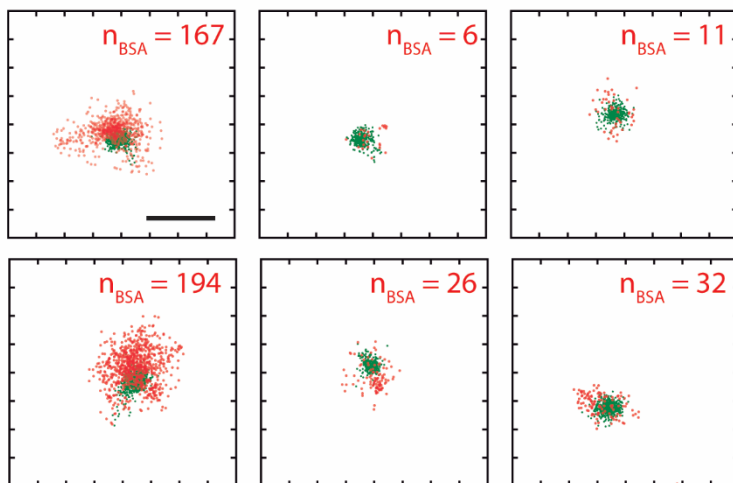 n_BSA = 167
n_BSA = 6
n_BSA = 11
n_BSA = 194
n_BSA = 26
n_BSA = 32